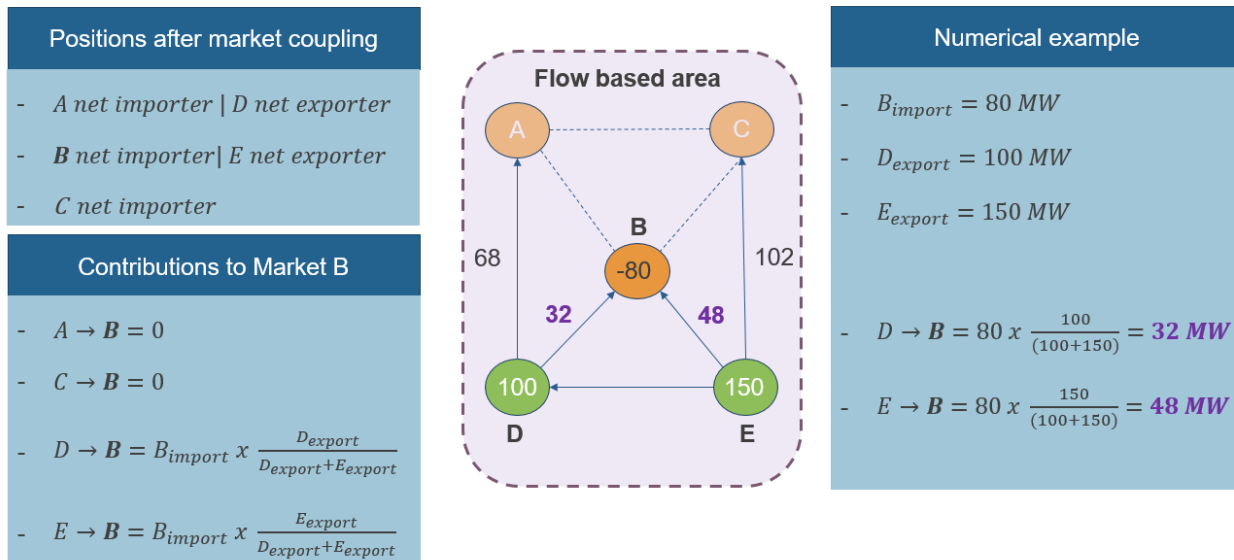 Positions after market coupling
- A net importer | D net exporter
- B net importer| E net exporter
- C net importer
Contributions to Market B
- A → B = 0
- C → B = 0
- D → B = B_import x D_export / (D_export+E_export)
- E → B = B_import x E_export / (D_export+E_export)
Flow based area
A
C
B
-80
68
102
32
48
100
150
D
E
Numerical example
- B_import = 80 MW
- D_export = 100 MW
- E_export = 150 MW
- D → B = 80 x 100 / (100+150) = 32 MW
- E → B = 80 x 150 / (100+150) = 48 MW